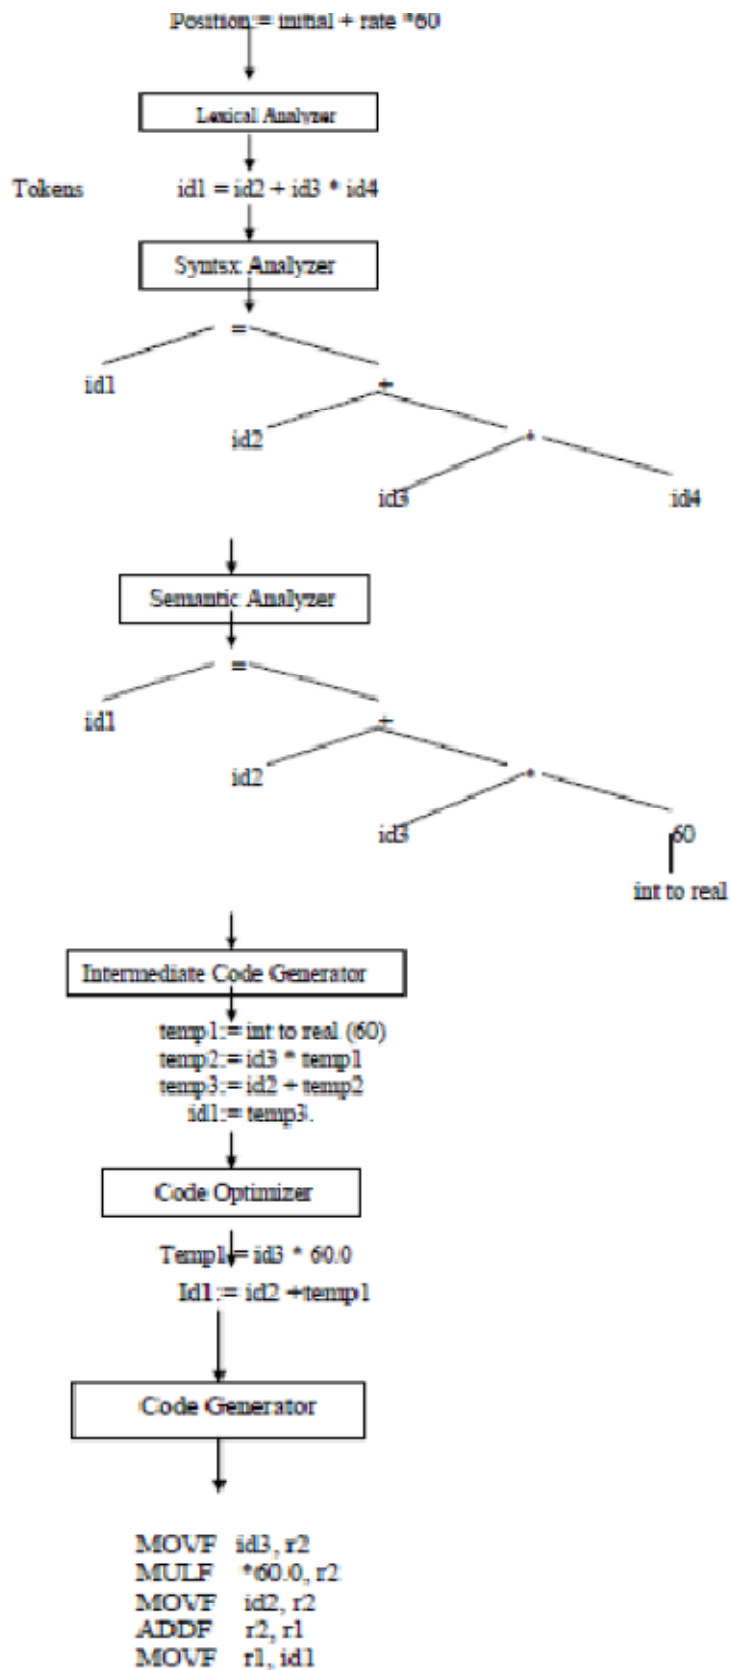 Position:= initial + rate *60
Lexical Analyzer
Tokens id1 = id2 + id3 * id4
Syntsx Analyzer
=
id1 +
id2 *
id3 id4
Semantic Analyzer
=
id1 +
id2 *
id3 60
int to real
Intermediate Code Generator
temp1:= int to real (60)
temp2:= id3 * temp1
temp3:= id2 + temp2
id1:= temp3.
Code Optimizer
Temp1:= id3 * 60.0
Id1:= id2 +temp1
Code Generator
MOVF id3, r2
MULF *60.0, r2
MOVF id2, r2
ADDF r2, r1
MOVF r1, id1